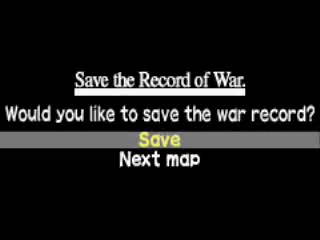 Save the Record of War.
Would you like to save the war record?
Save
Next map